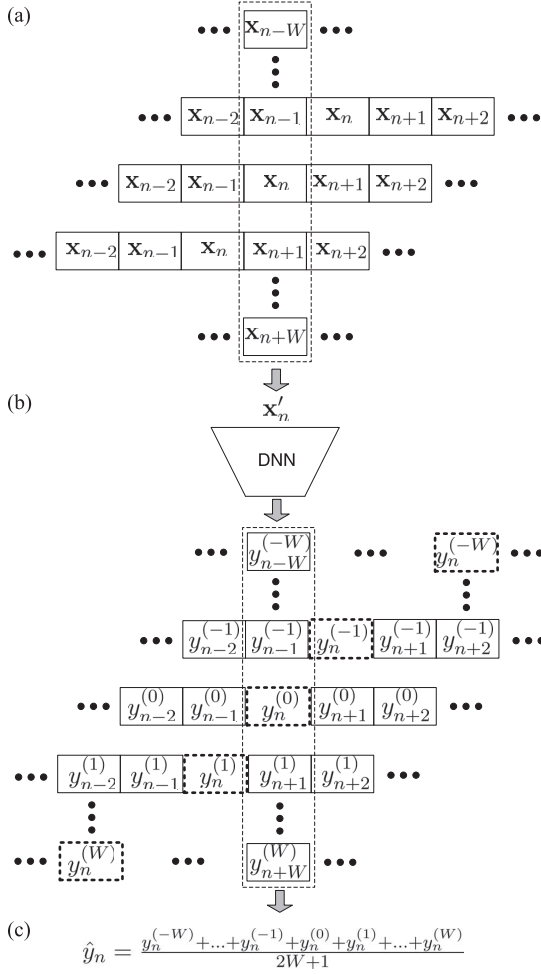 (a)
••• x_{n−W} •••
••• x_{n−2} x_{n−1} x_n x_{n+1} x_{n+2} •••
••• x_{n−2} x_{n−1} x_n x_{n+1} x_{n+2} •••
••• x_{n−2} x_{n−1} x_n x_{n+1} x_{n+2} •••
••• x_{n+W} •••
(b)
x′_n
DNN
••• y_{n−W}^{(−W)} ••• y_n^{(−W)} •••
••• y_{n−2}^{(−1)} y_{n−1}^{(−1)} y_n^{(−1)} y_{n+1}^{(−1)} y_{n+2}^{(−1)} •••
••• y_{n−2}^{(0)} y_{n−1}^{(0)} y_n^{(0)} y_{n+1}^{(0)} y_{n+2}^{(0)} •••
••• y_{n−2}^{(1)} y_{n−1}^{(1)} y_n^{(1)} y_{n+1}^{(1)} y_{n+2}^{(1)} •••
••• y_n^{(W)} ••• y_{n+W}^{(W)} •••
(c)
ŷ_n = \frac{y_n^{(−W)}+...+y_n^{(−1)}+y_n^{(0)}+y_n^{(1)}+...+y_n^{(W)}}{2W+1}